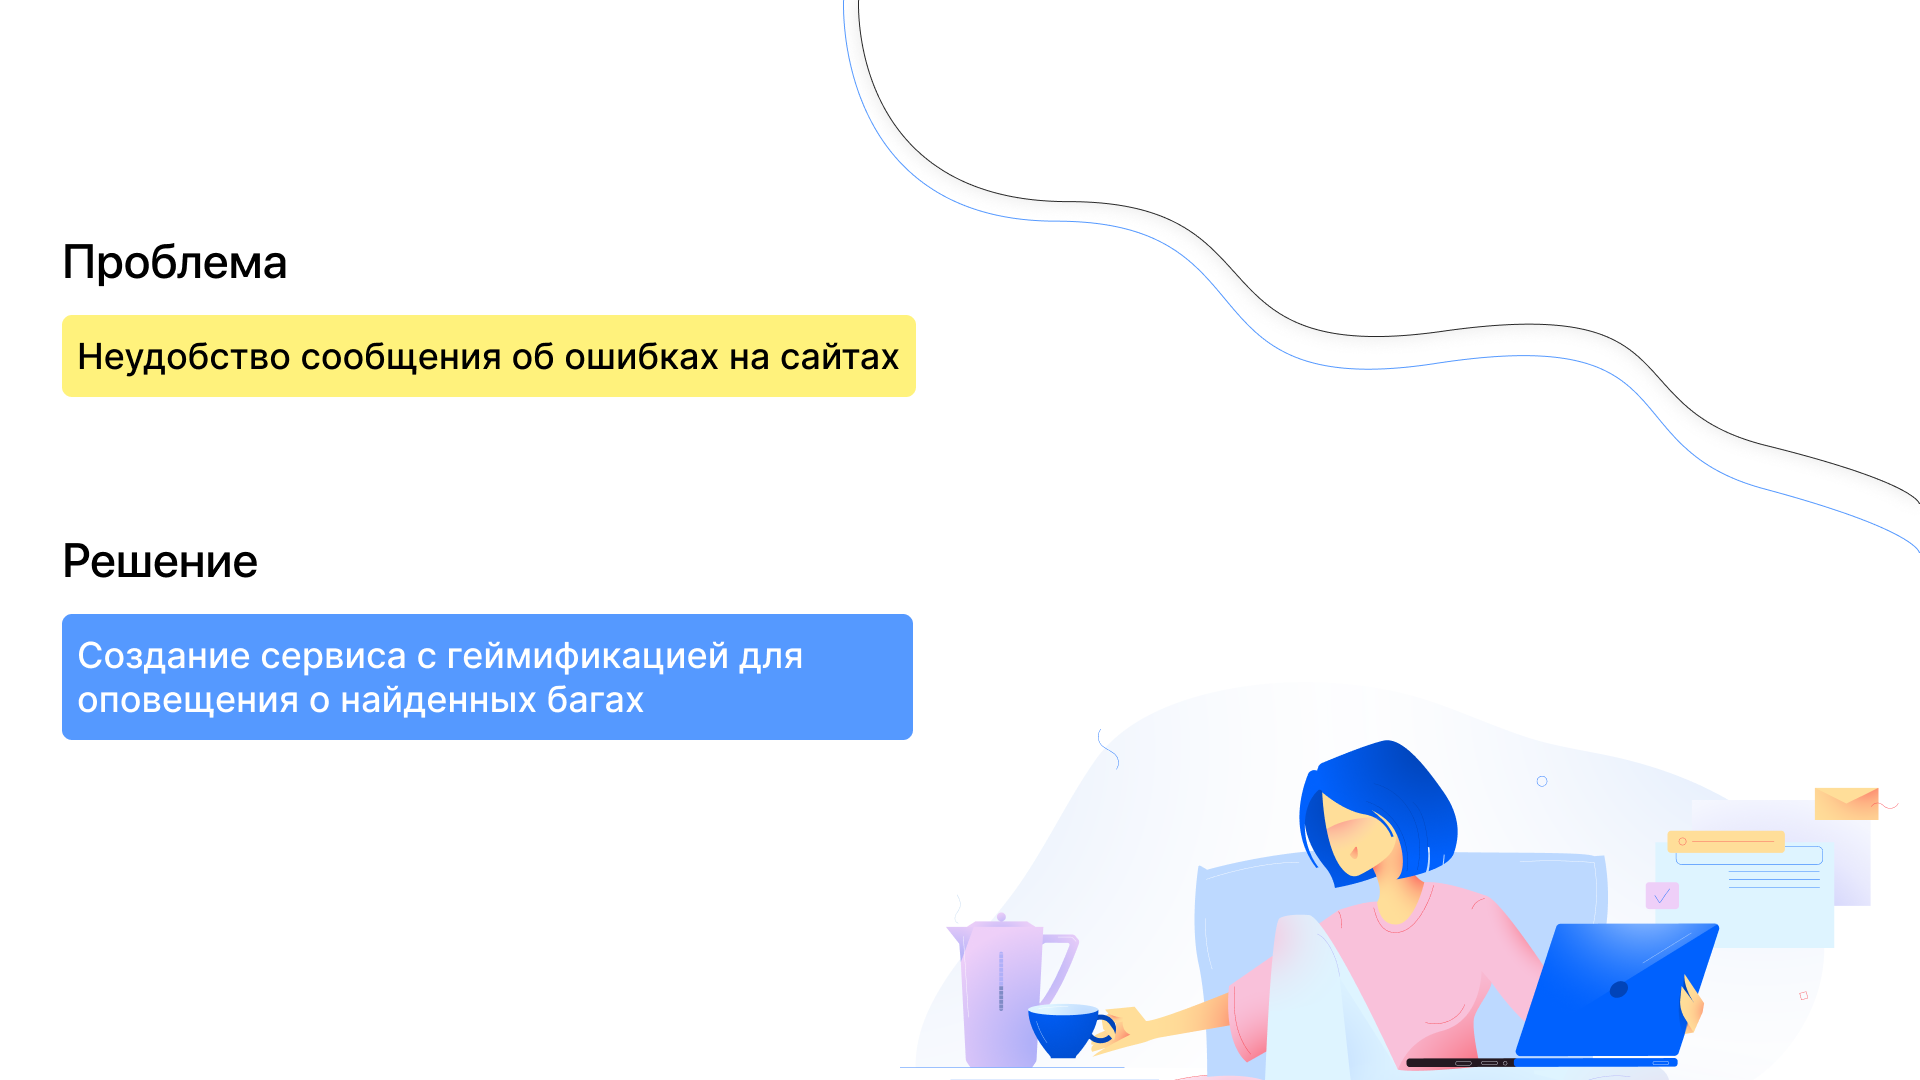 Проблема
Неудобство сообщения об ошибках на сайтах
Решение
Создание сервиса с геймификацией для
оповещения о найденных багах